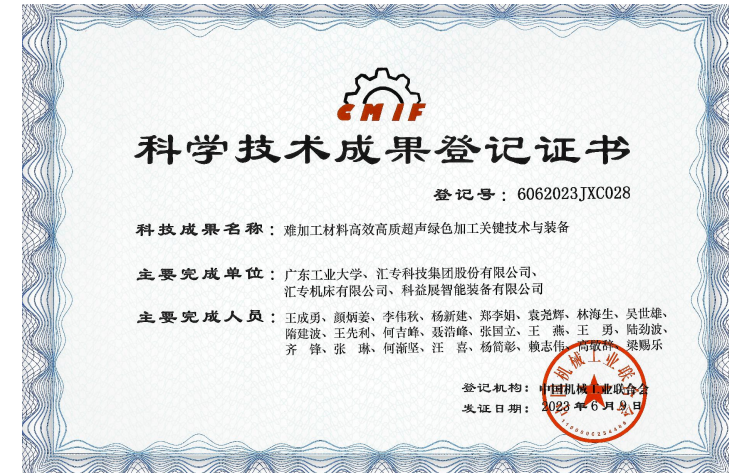 CMIF
科学技术成果登记证书
登记号：6062023JXC028
科技成果名称：难加工材料高效高质超声绿色加工关键技术与装备
主要完成单位：广东工业大学、汇专科技集团股份有限公司、
汇专机床有限公司、科益展智能装备有限公司
主要完成人员：王成勇、颜炳姜、李伟秋、杨新建、郑李娟、袁尧辉、林海生、吴世雄、
隋建波、王先利、何吉峰、聂浩峰、张国立、王 燕、王 勇、陆劲波、
齐 锋、张 琳、何渐坚、汪 喜、杨简彰、赖志伟、高敬辞、梁赐乐
登记机构：中国机械工业联合会
发证日期：2023年6月9日